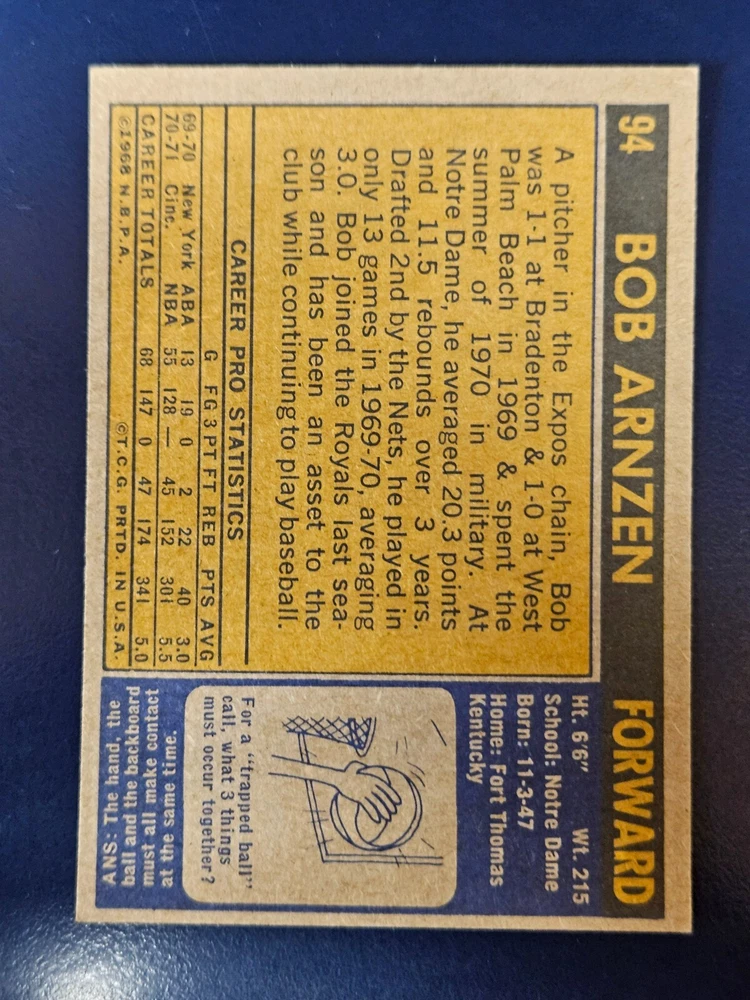 94 BOB ARNZEN FORWARD
A pitcher in the Expos chain, Bob
was 1-1 at Bradenton & 1-0 at West
Palm Beach in 1969 & spent the
summer of 1970 in military. At
Notre Dame, he averaged 20.3 points
and 11.5 rebounds over 3 years.
Drafted 2nd by the Nets, he played in
only 13 games in 1969-70, averaging
3.0. Bob joined the Royals last sea-
son and has been an asset to the
club while continuing to play baseball.
CAREER PRO STATISTICS
G FG 3PT FT REB PTS AVG
69-70 New York ABA 13 19 0 2 22 40 3.0
70-71 Cinc. NBA 55 128 — 45 152 301 5.5
CAREER TOTALS 68 147 0 47 174 341 5.0
©1968 N.B.P.A. ©T.C.G. PRTD. IN U.S.A.
Ht. 6'6" Wt. 215
School: Notre Dame
Born: 11-3-47
Home: Fort Thomas
Kentucky
For a "trapped ball"
call, what 3 things
must occur together?
ANS: The hand, the
ball and the backboard
must all make contact
at the same time.